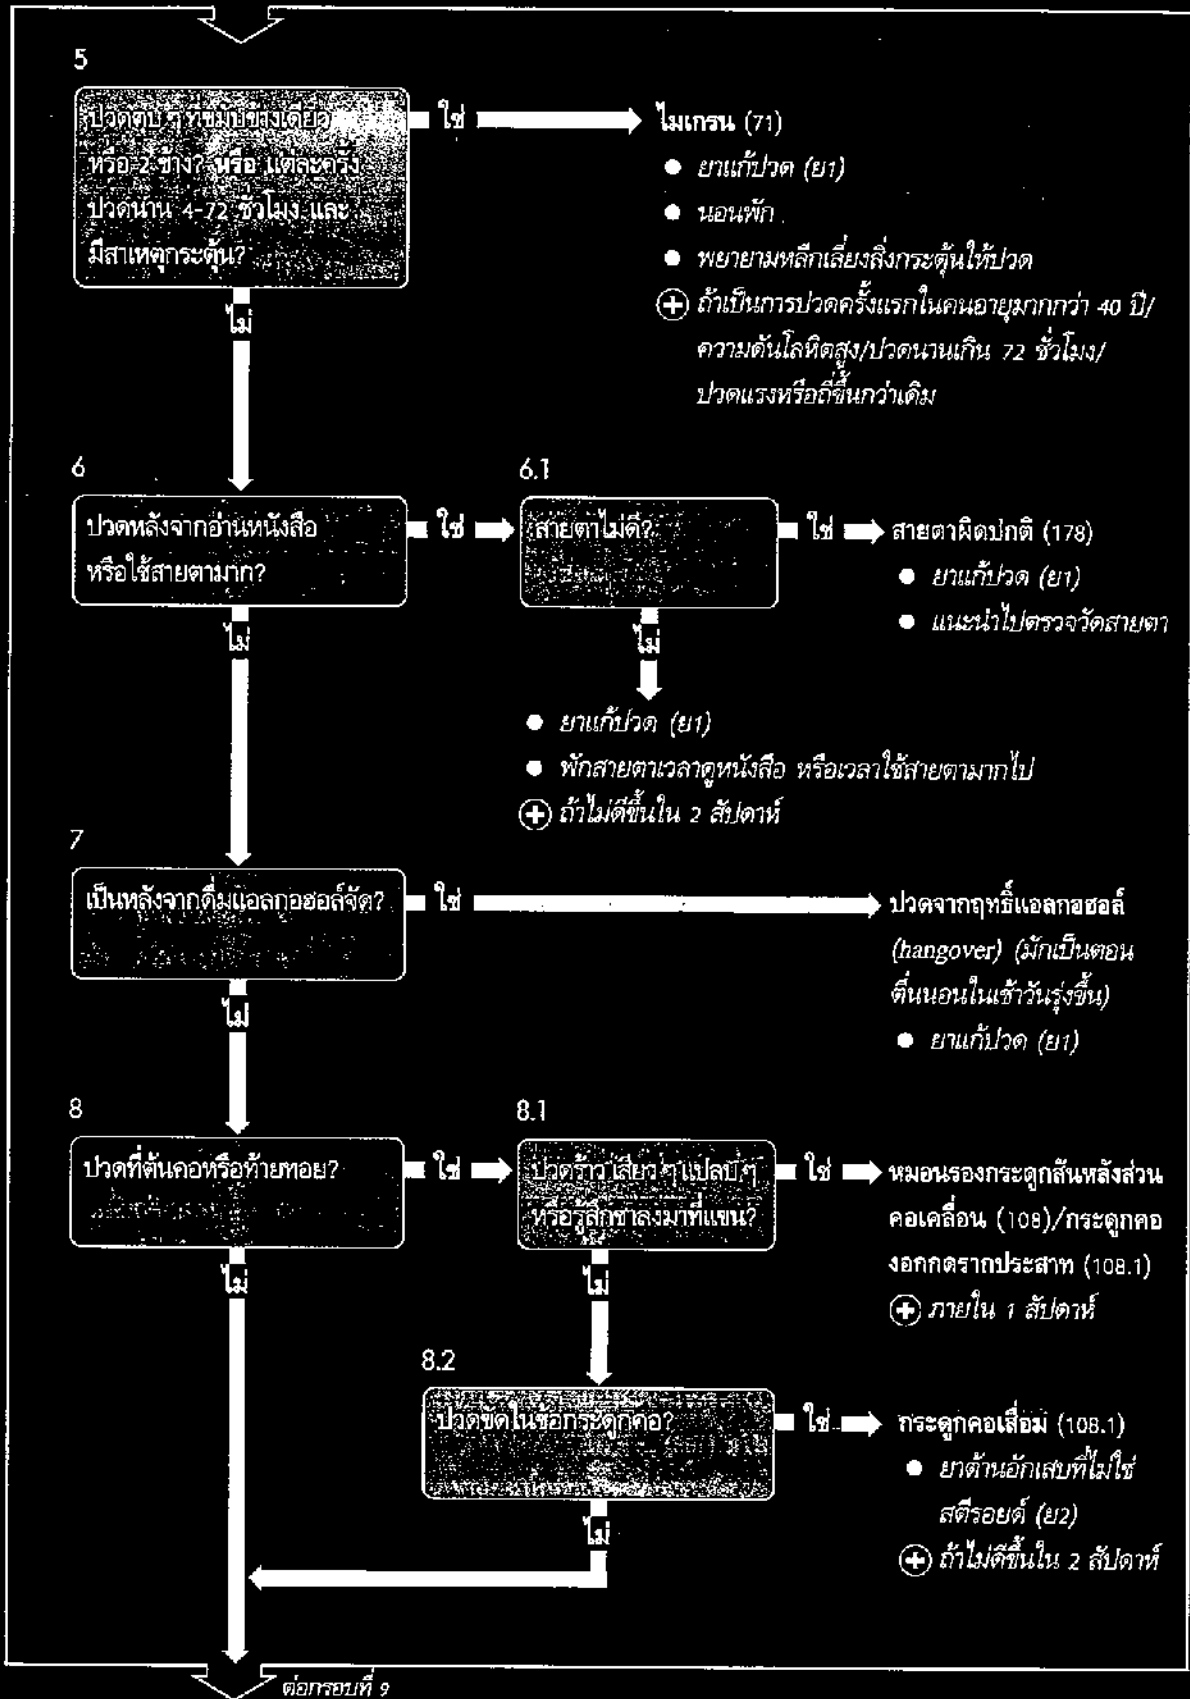 5
ปวดตุบ ๆ ที่ขมับข้างเดียว
หรือ 2 ข้าง? หรือ แต่ละครั้ง
ปวดนาน 4-72 ชั่วโมง และ
มีสาเหตุกระตุ้น?
ใช่
ไมเกรน (71)
● ยาแก้ปวด (ย1)
● นอนพัก
● พยายามหลีกเลี่ยงสิ่งกระตุ้นให้ปวด
⊕ ถ้าเป็นการปวดครั้งแรกในคนอายุมากกว่า 40 ปี/
ความดันโลหิตสูง/ปวดนานเกิน 72 ชั่วโมง/
ปวดแรงหรือถี่ขึ้นกว่าเดิม
ไม่
6
ปวดหลังจากอ่านหนังสือ
หรือใช้สายตามาก?
ใช่
6.1
สายตาไม่ดี?
ใช่
สายตาผิดปกติ (178)
● ยาแก้ปวด (ย1)
● แนะนำไปตรวจวัดสายตา
ไม่
ไม่
● ยาแก้ปวด (ย1)
● พักสายตาเวลาดูหนังสือ หรือเวลาใช้สายตามากไป
⊕ ถ้าไม่ดีขึ้นใน 2 สัปดาห์
7
เป็นหลังจากดื่มแอลกอฮอล์จัด?
ใช่
ปวดจากฤทธิ์แอลกอฮอล์
(hangover) (มักเป็นตอน
ตื่นนอนในเช้าวันรุ่งขึ้น)
● ยาแก้ปวด (ย1)
ไม่
8
ปวดที่ต้นคอหรือท้ายทอย?
ใช่
8.1
ปวดร้าว เสียว ๆ แปลบ ๆ
หรือรู้สึกชาลงมาที่แขน?
ใช่
หมอนรองกระดูกสันหลังส่วน
คอเคลื่อน (108)/กระดูกคอ
งอกกดรากประสาท (108.1)
⊕ ภายใน 1 สัปดาห์
ไม่
ไม่
8.2
ปวดขัดในข้อกระดูกคอ?
ใช่
กระดูกคอเสื่อม (108.1)
● ยาต้านอักเสบที่ไม่ใช่
สตีรอยด์ (ย2)
⊕ ถ้าไม่ดีขึ้นใน 2 สัปดาห์
ไม่
ต่อกรอบที่ 9